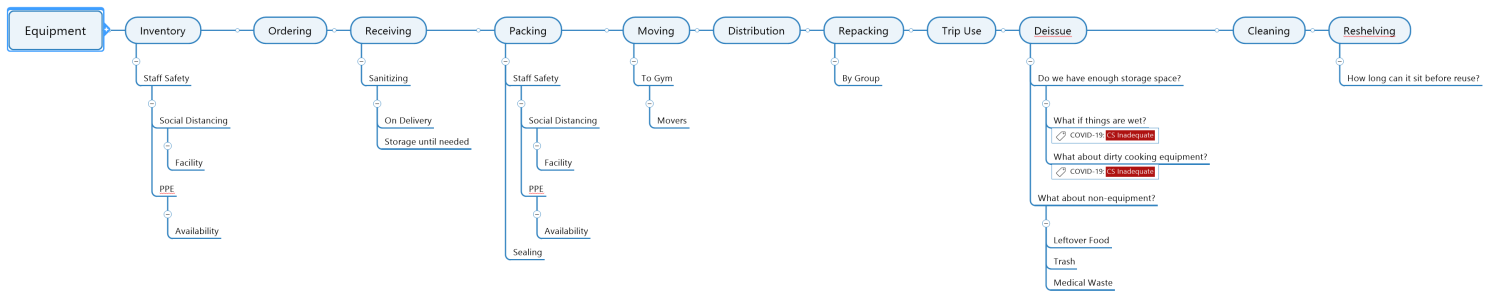 Equipment
Inventory
Ordering
Receiving
Packing
Moving
Distribution
Repacking
Trip Use
Deissue
Cleaning
Reshelving
Staff Safety
Social Distancing
Facility
PPE
Availability
Sanitizing
On Delivery
Storage until needed
Staff Safety
Social Distancing
Facility
PPE
Availability
Sealing
To Gym
Movers
By Group
Do we have enough storage space?
What if things are wet?
COVID-19: CS Inadequate
What about dirty cooking equipment?
COVID-19: CS Inadequate
What about non-equipment?
Leftover Food
Trash
Medical Waste
How long can it sit before reuse?